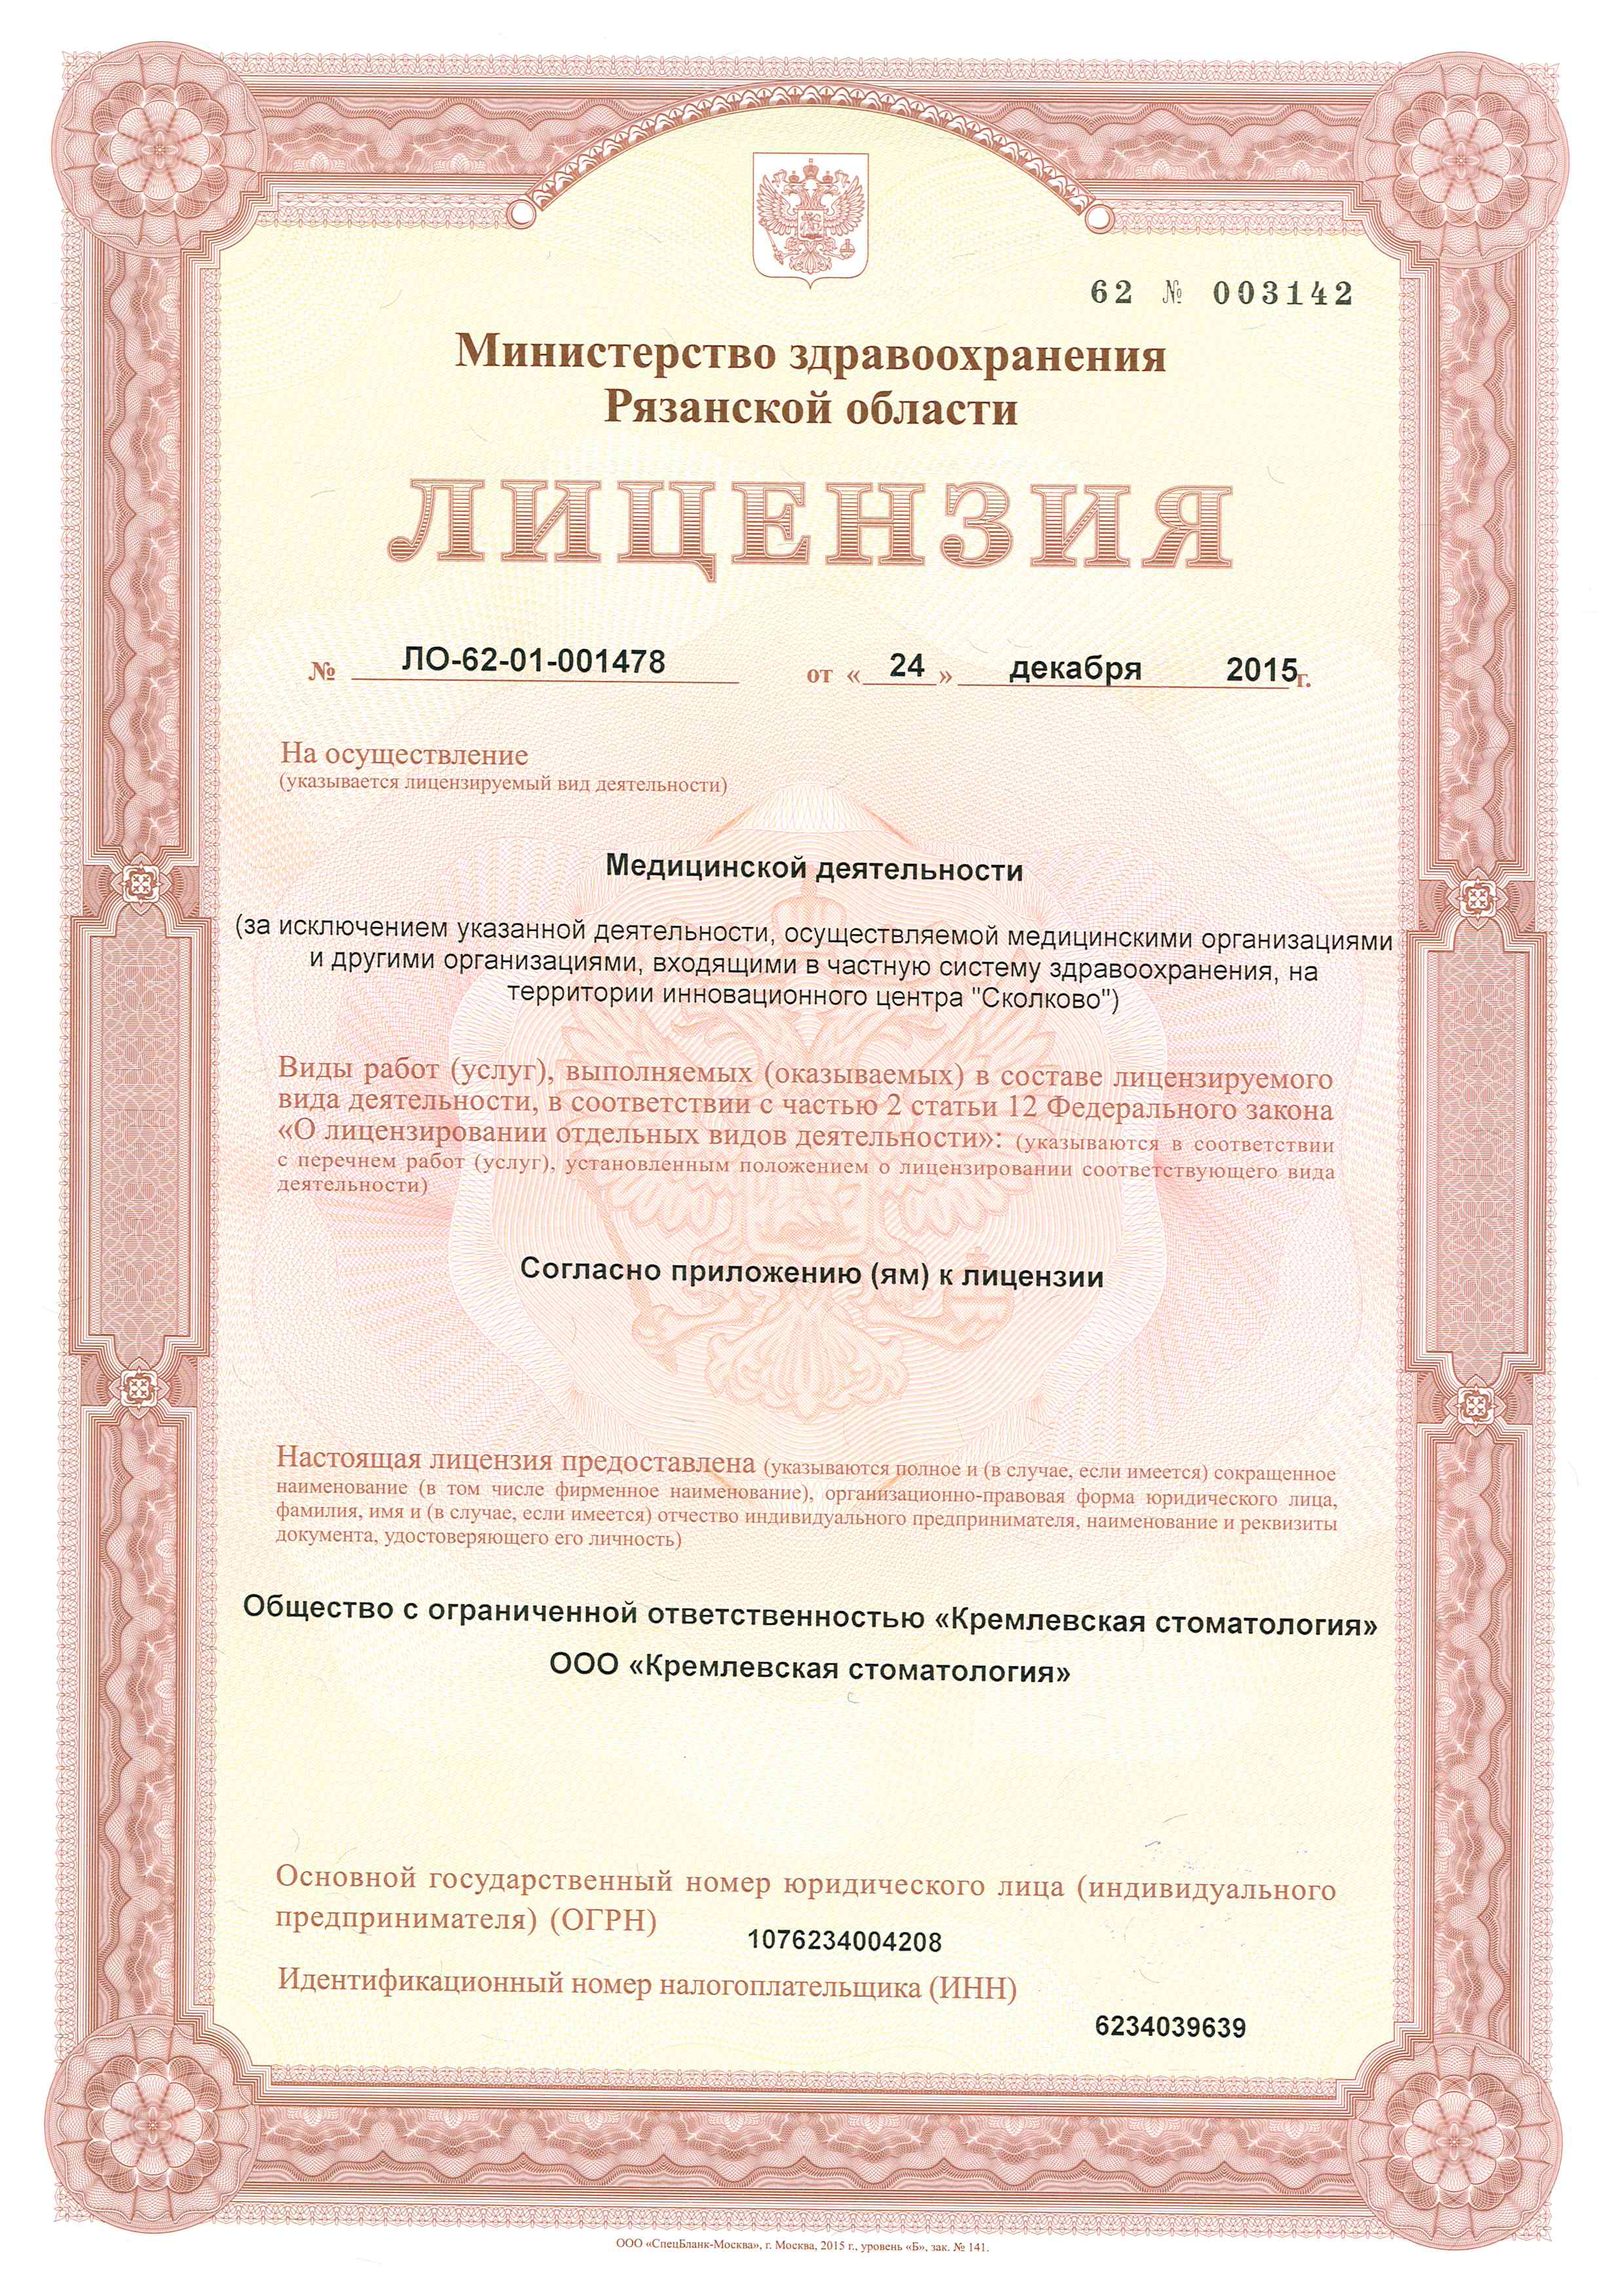 62 № 003142
Министерство здравоохранения
Рязанской области
ЛИЦЕНЗИЯ
№ ЛО-62-01-001478 от « 24 » декабря 2015г.
На осуществление
(указывается лицензируемый вид деятельности)
Медицинской деятельности
(за исключением указанной деятельности, осуществляемой медицинскими организациями
и другими организациями, входящими в частную систему здравоохранения, на
территории инновационного центра "Сколково")
Виды работ (услуг), выполняемых (оказываемых) в составе лицензируемого
вида деятельности, в соответствии с частью 2 статьи 12 Федерального закона
«О лицензировании отдельных видов деятельности»: (указываются в соответствии
с перечнем работ (услуг), установленным положением о лицензировании соответствующего вида
деятельности)
Согласно приложению (ям) к лицензии
Настоящая лицензия предоставлена (указываются полное и (в случае, если имеется) сокращенное
наименование (в том числе фирменное наименование), организационно-правовая форма юридического лица,
фамилия, имя и (в случае, если имеется) отчество индивидуального предпринимателя, наименование и реквизиты
документа, удостоверяющего его личность)
Общество с ограниченной ответственностью «Кремлевская стоматология»
ООО «Кремлевская стоматология»
Основной государственный номер юридического лица (индивидуального
предпринимателя) (ОГРН)
1076234004208
Идентификационный номер налогоплательщика (ИНН)
6234039639
ООО «СпецБланк-Москва», г. Москва, 2015 г., уровень «Б», зак. № 141.